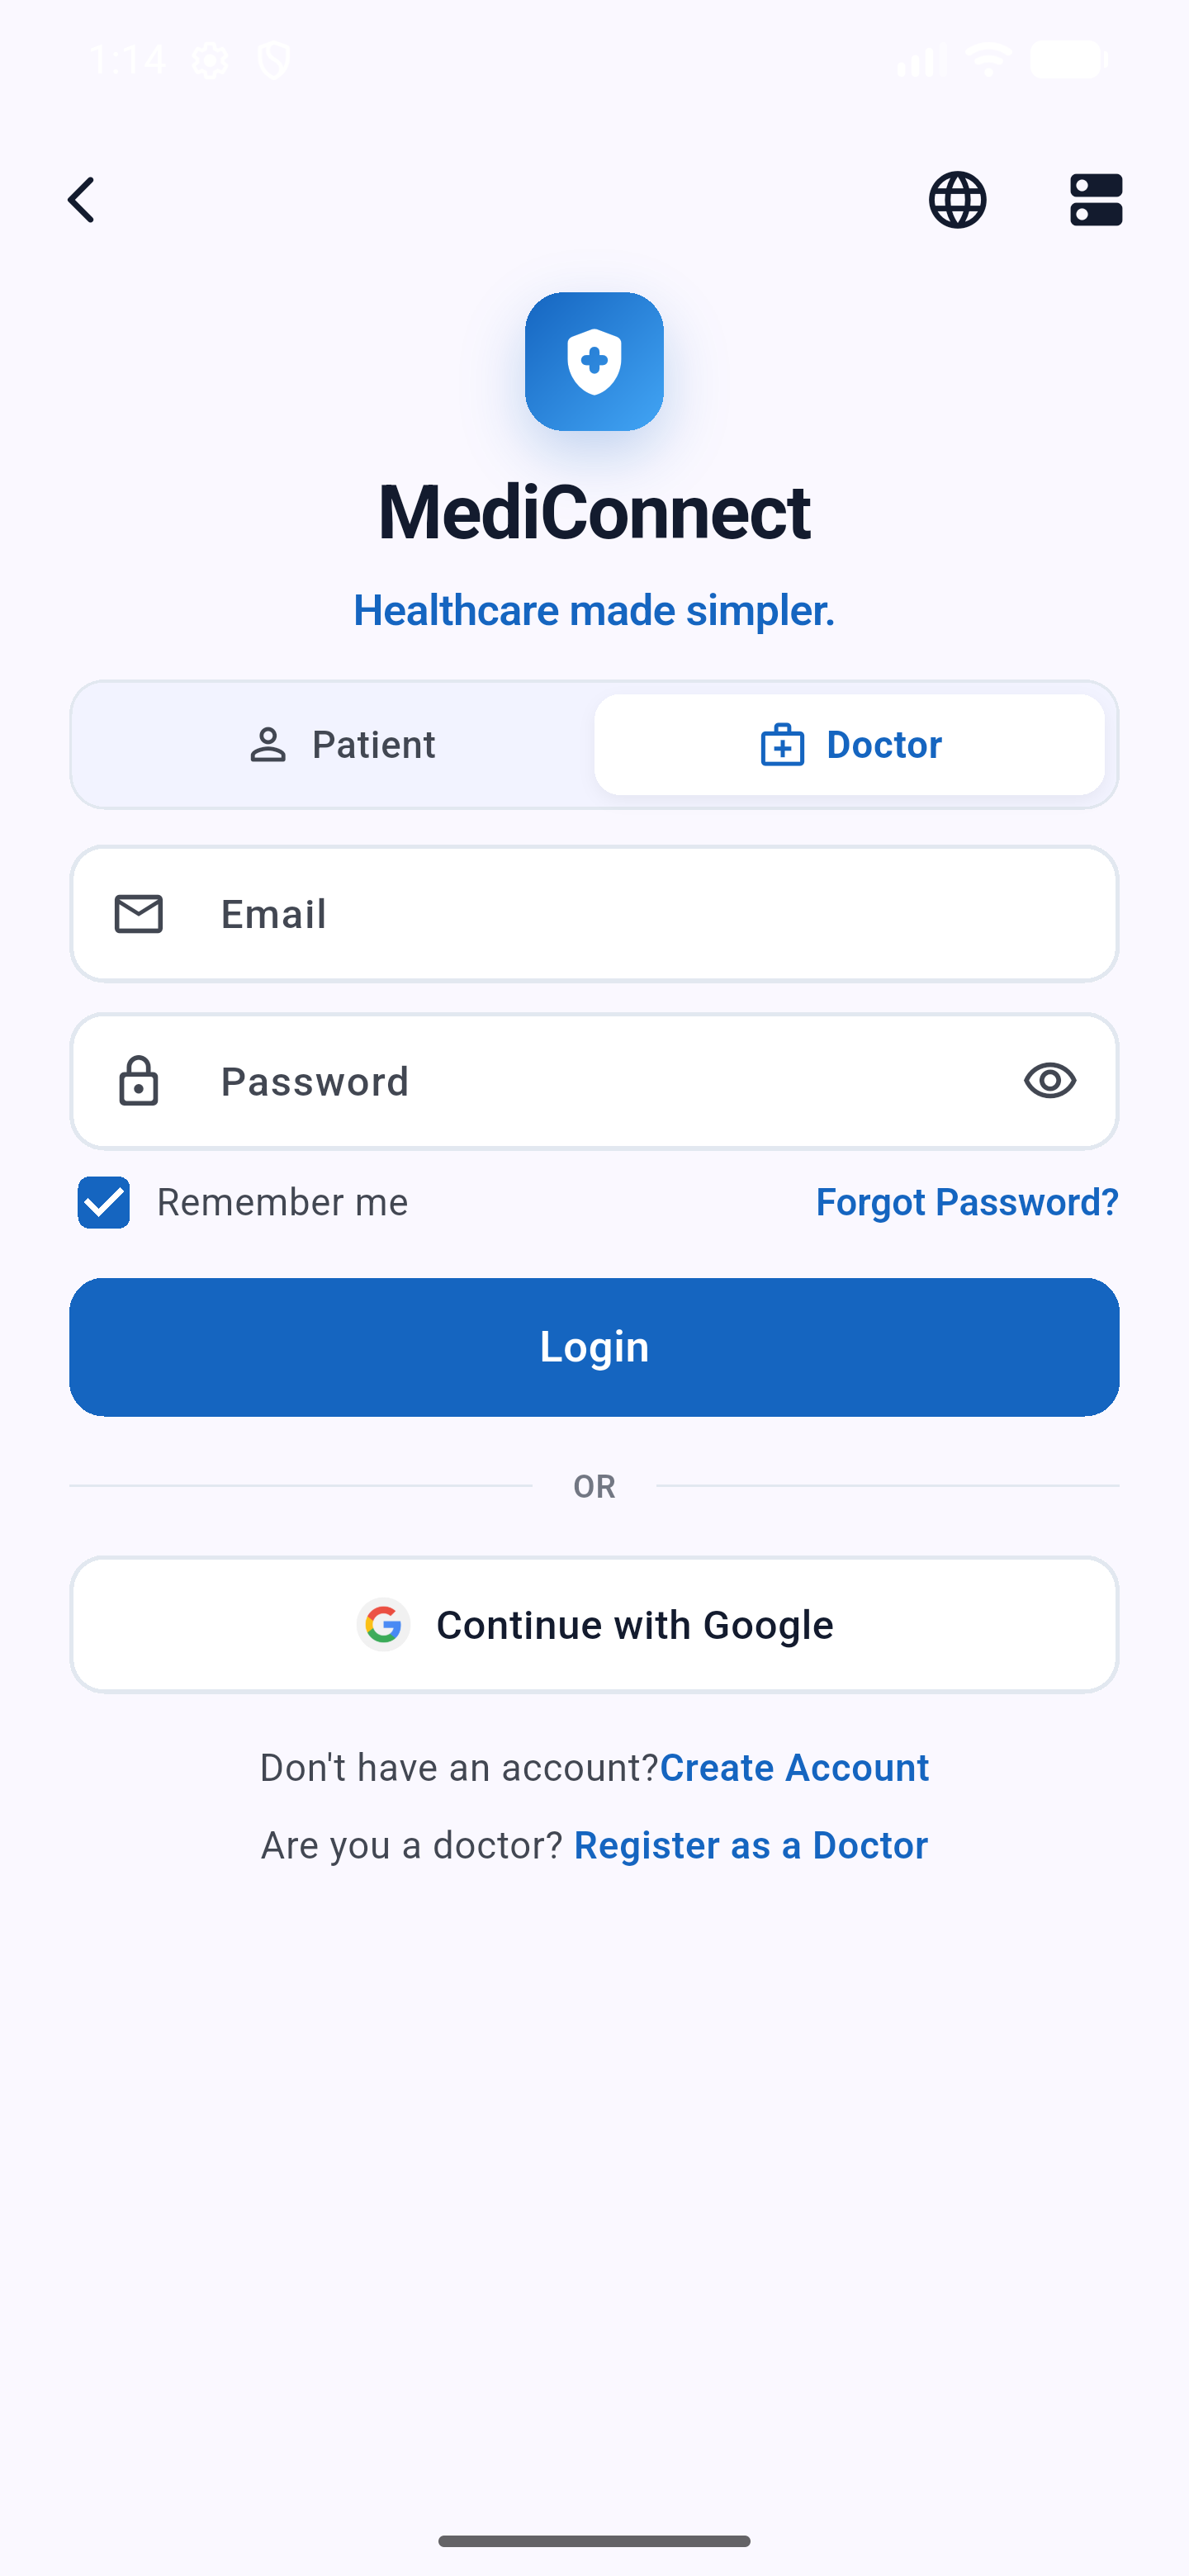 1:14
MediConnect
Healthcare made simpler.
Patient Doctor
Email
Password
Remember me Forgot Password?
Login
OR
Continue with Google
Don't have an account?Create Account
Are you a doctor? Register as a Doctor